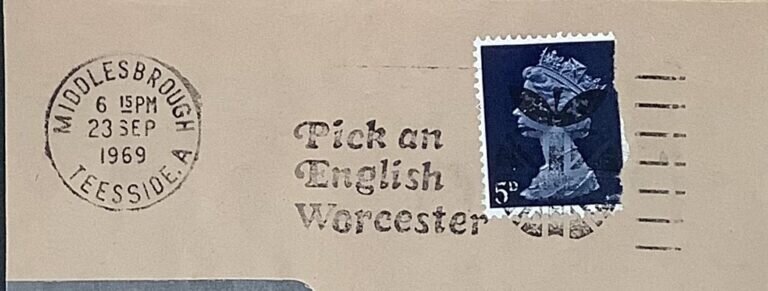 MIDDLESBROUGH
6 15PM
23 SEP
1969
TEESSIDE. A
Pick an
English
Worcester
5D